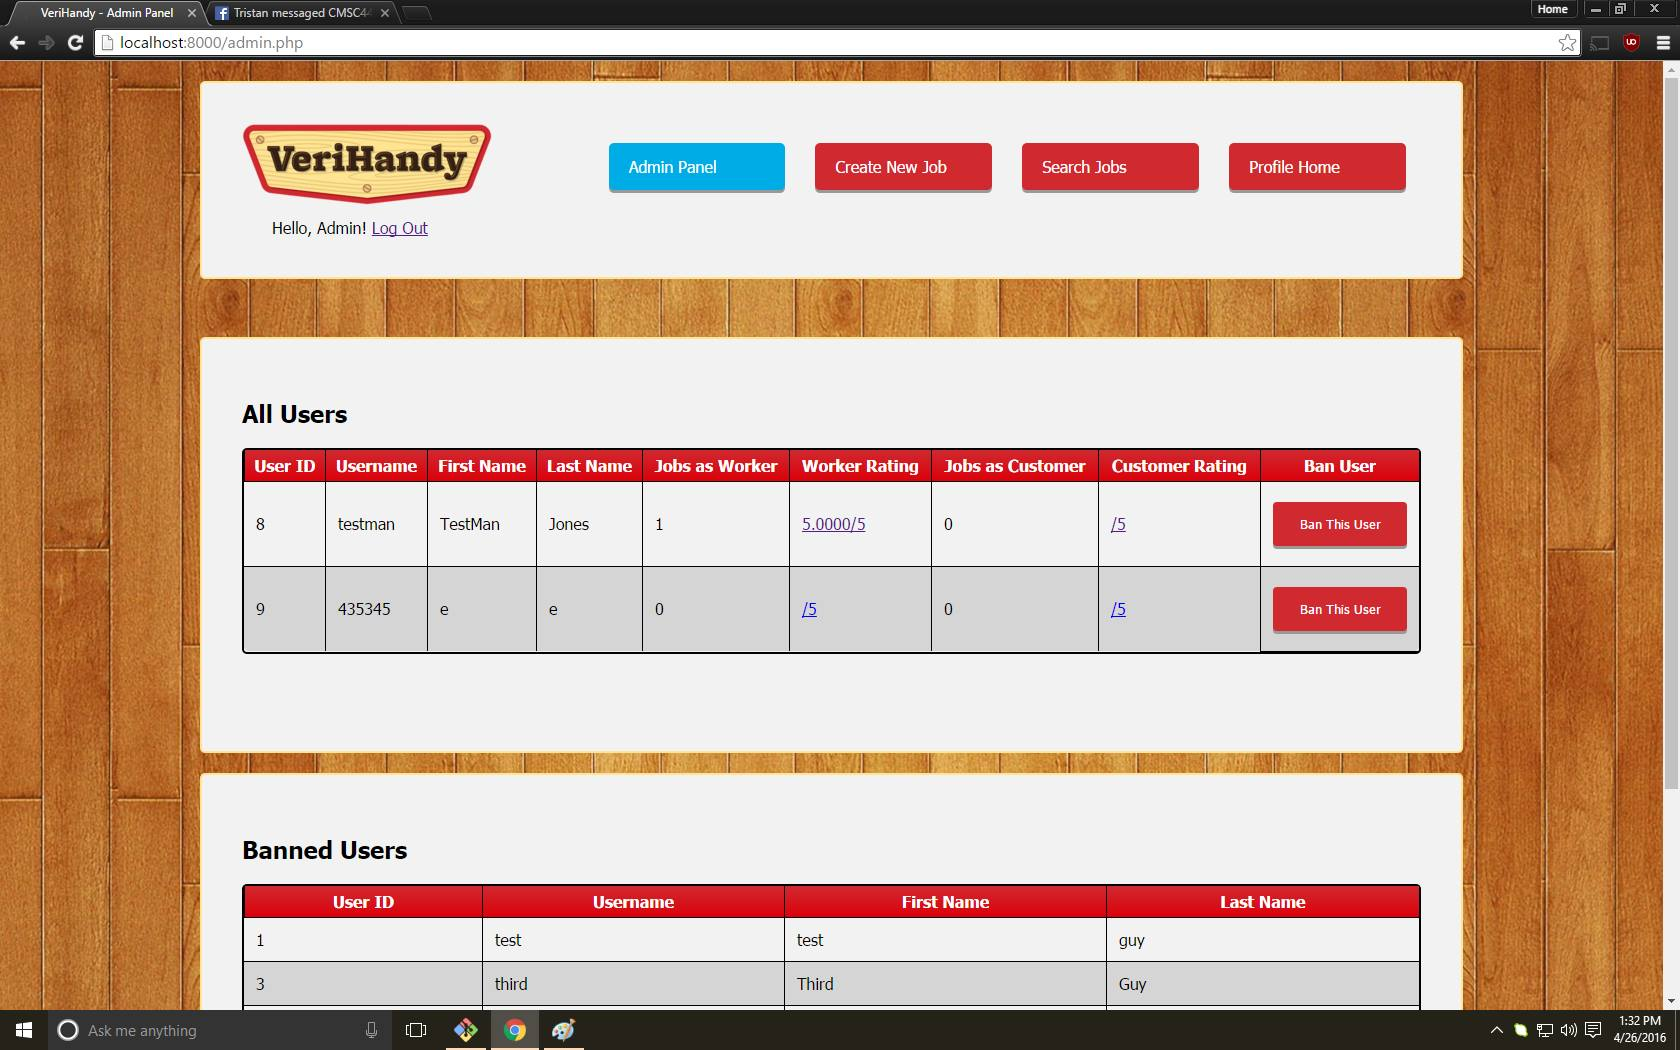 VeriHandy - Admin Panel
Tristan messaged CMSC44
Home
localhost:8000/admin.php
VeriHandy
Admin Panel
Create New Job
Search Jobs
Profile Home
Hello, Admin! Log Out
All Users
User ID Username First Name Last Name Jobs as Worker Worker Rating Jobs as Customer Customer Rating Ban User
8 testman TestMan Jones 1 5.0000/5 0 /5 Ban This User
9 435345 e e 0 /5 0 /5 Ban This User
Banned Users
User ID Username First Name Last Name
1 test test guy
3 third Third Guy
Ask me anything
1:32 PM
4/26/2016